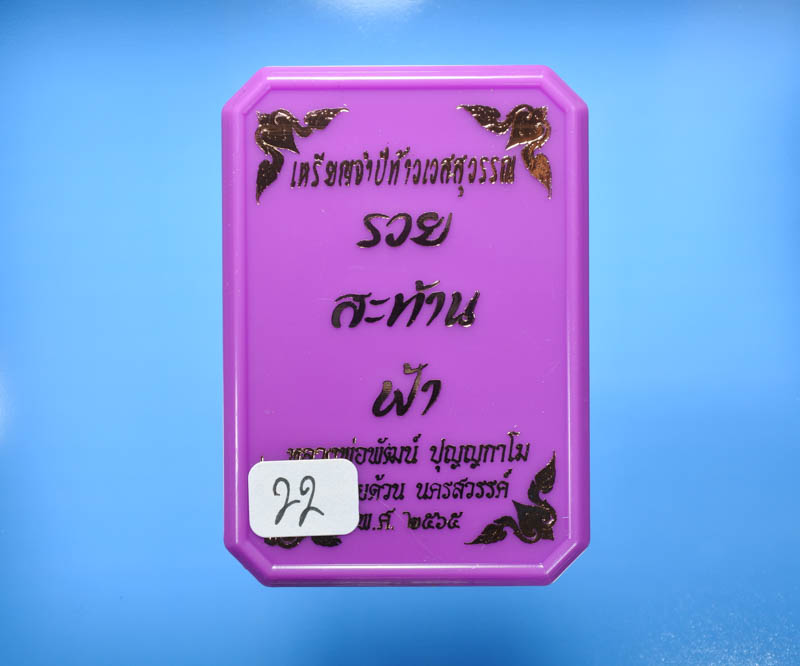 เหรียญจำปีท้าวเวสสุวรรณ
รวย
สะท้าน
ฟ้า
หลวงพ่อพัฒน์ ปุญญกาโม
ด้วน นครสวรรค์
พ.ศ. ๒๕๖๕
22